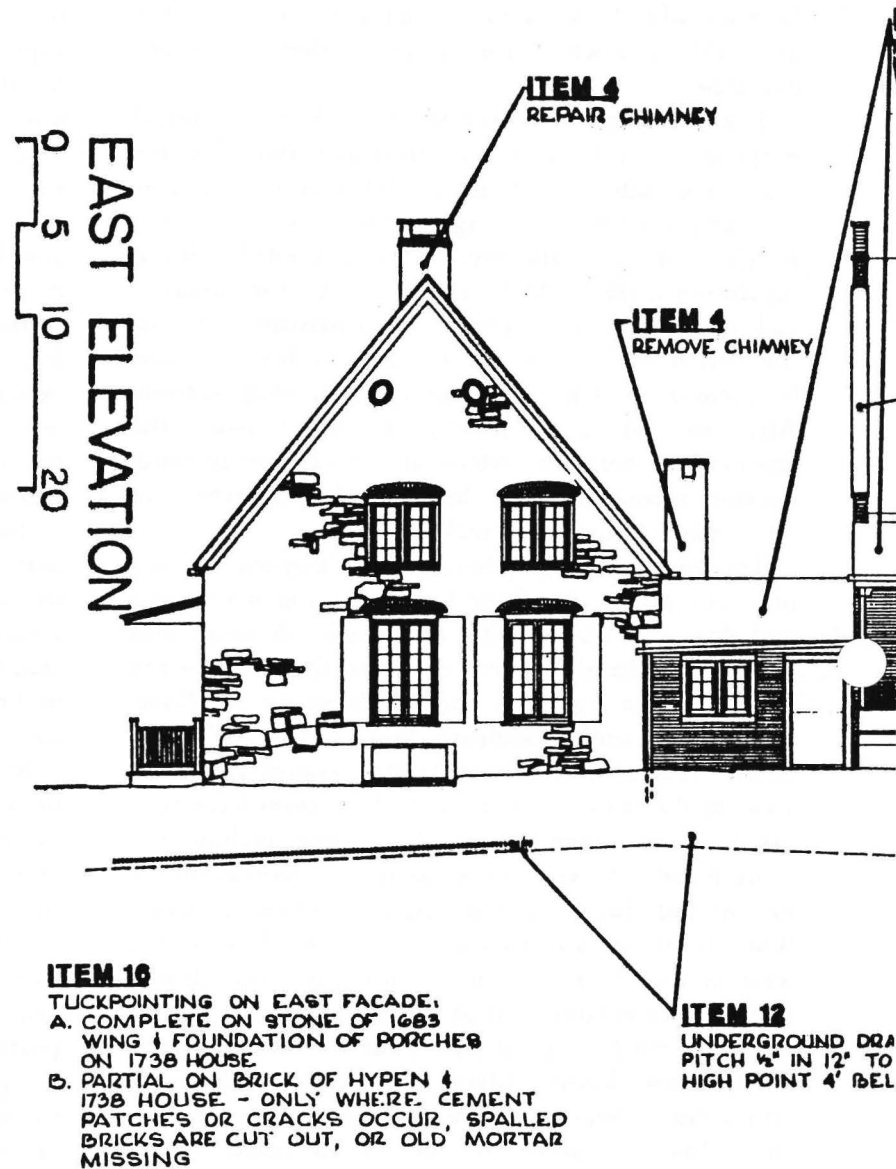 ITEM 4
REPAIR CHIMNEY
EAST ELEVATION
0 5 10 20
ITEM 4
REMOVE CHIMNEY
ITEM 16
TUCKPOINTING ON EAST FACADE:
A. COMPLETE ON STONE OF 1683
WING & FOUNDATION OF PORCHES
ON 1738 HOUSE
B. PARTIAL ON BRICK OF HYPEN &
1738 HOUSE - ONLY WHERE CEMENT
PATCHES OR CRACKS OCCUR, SPALLED
BRICKS ARE CUT OUT, OR OLD MORTAR
MISSING
ITEM 12
UNDERGROUND DRA
PITCH ½" IN 12" TO
HIGH POINT 4' BEL